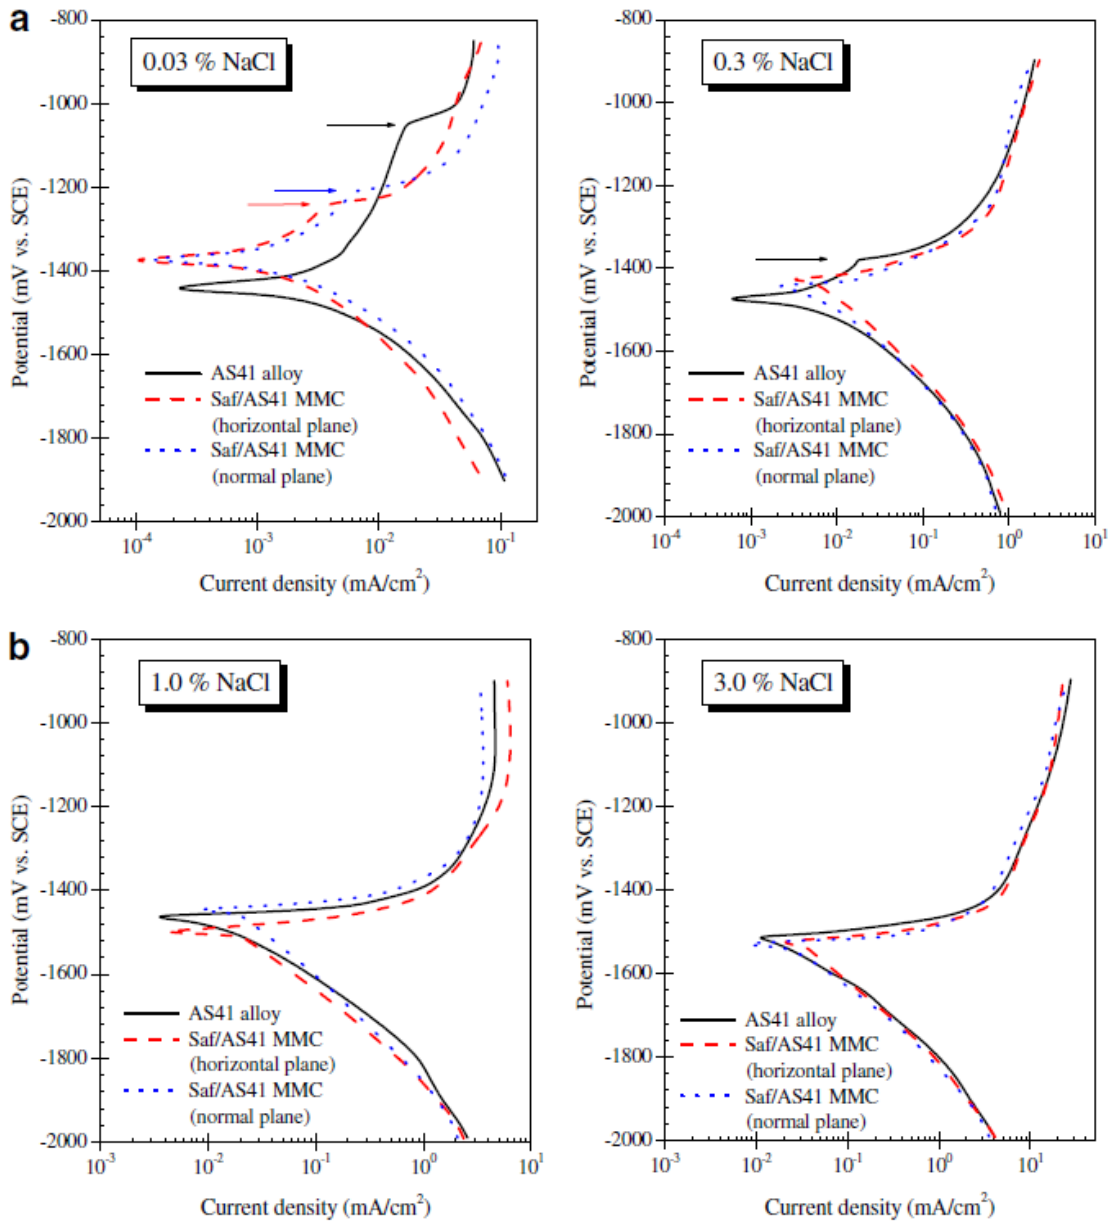 a
0.03 % NaCl
-800
-1000
-1200
-1400
-1600
-1800
-2000
Potential (mV vs. SCE)
AS41 alloy
Saf/AS41 MMC
(horizontal plane)
Saf/AS41 MMC
(normal plane)
10-4
10-3
10-2
10-1
Current density (mA/cm2)
0.3 % NaCl
-800
-1000
-1200
-1400
-1600
-1800
-2000
Potential (mV vs. SCE)
AS41 alloy
Saf/AS41 MMC
(horizontal plane)
Saf/AS41 MMC
(normal plane)
10-4
10-3
10-2
10-1
100
101
Current density (mA/cm2)
b
1.0 % NaCl
-800
-1000
-1200
-1400
-1600
-1800
-2000
Potential (mV vs. SCE)
AS41 alloy
Saf/AS41 MMC
(horizontal plane)
Saf/AS41 MMC
(normal plane)
10-3
10-2
10-1
100
101
Current density (mA/cm2)
3.0 % NaCl
-800
-1000
-1200
-1400
-1600
-1800
-2000
Potential (mV vs. SCE)
AS41 alloy
Saf/AS41 MMC
(horizontal plane)
Saf/AS41 MMC
(normal plane)
10-3
10-2
10-1
100
101
Current density (mA/cm2)